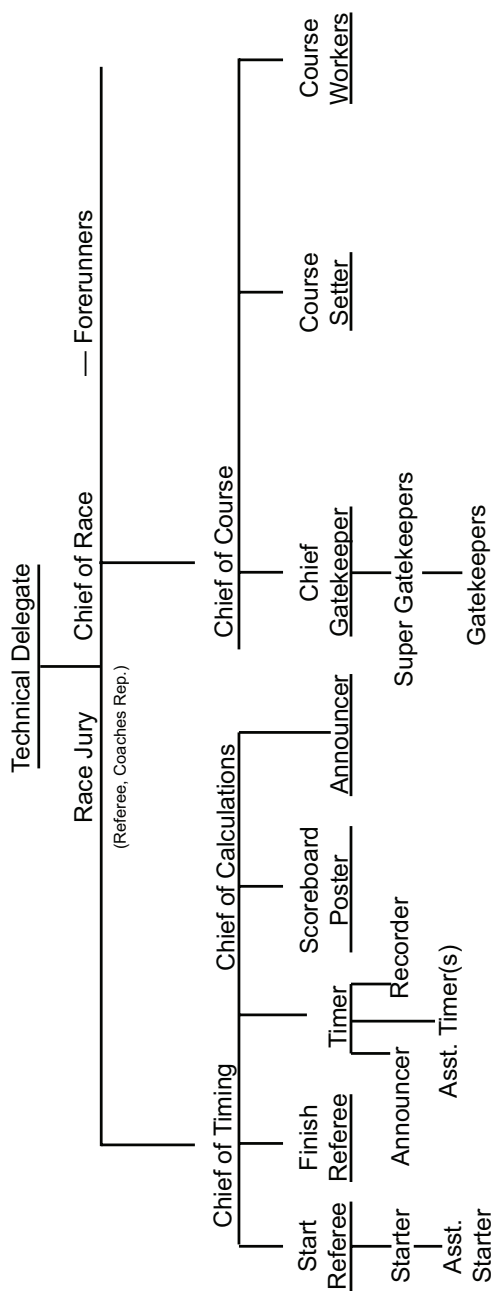 Technical Delegate
Race Jury
Chief of Race
— Forerunners
(Referee, Coaches Rep.)
Chief of Timing
Chief of Calculations
Chief of Course
Start
Referee
Finish
Referee
Timer
Scoreboard
Poster
Announcer
Chief
Gatekeeper
Course
Setter
Course
Workers
Starter
Announcer
Recorder
Super Gatekeepers
Asst.
Starter
Asst. Timer(s)
Gatekeepers